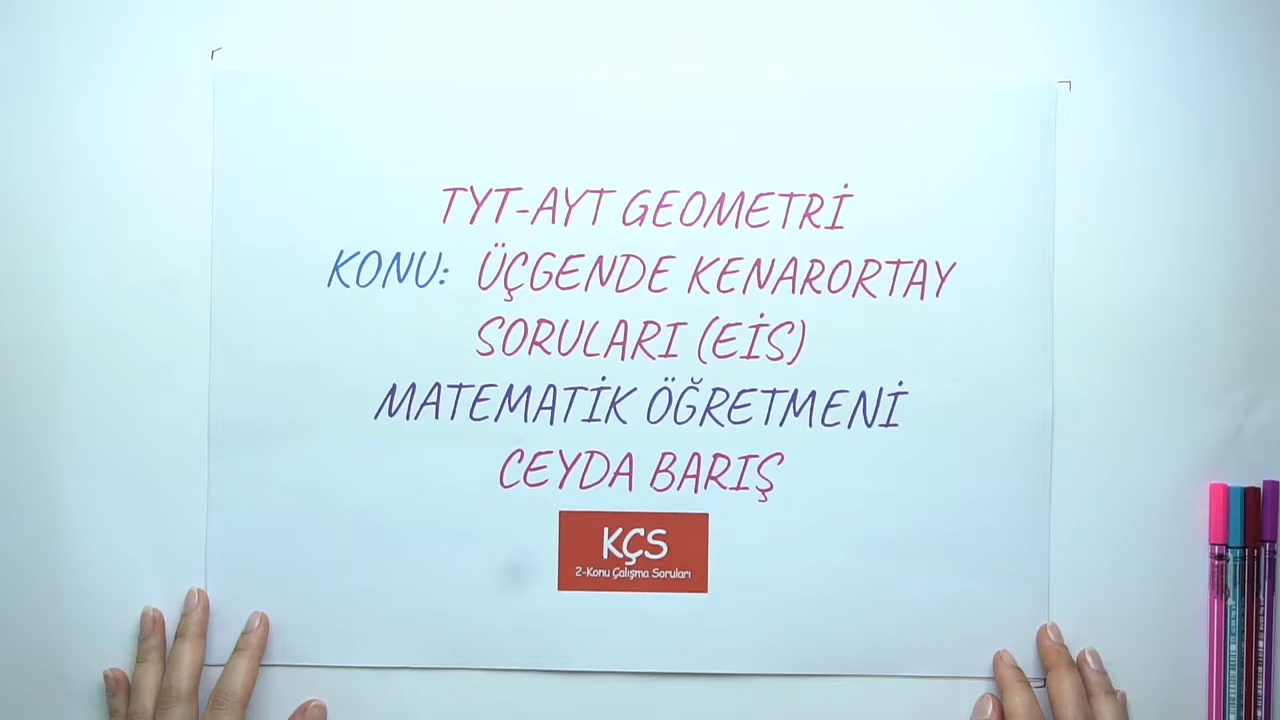 TYT-AYT GEOMETRİ
KONU: ÜÇGENDE KENARORTAY
SORULARI (EİS)
MATEMATİK ÖĞRETMENİ
CEYDA BARIŞ
KÇS
2-Konu Çalışma Soruları